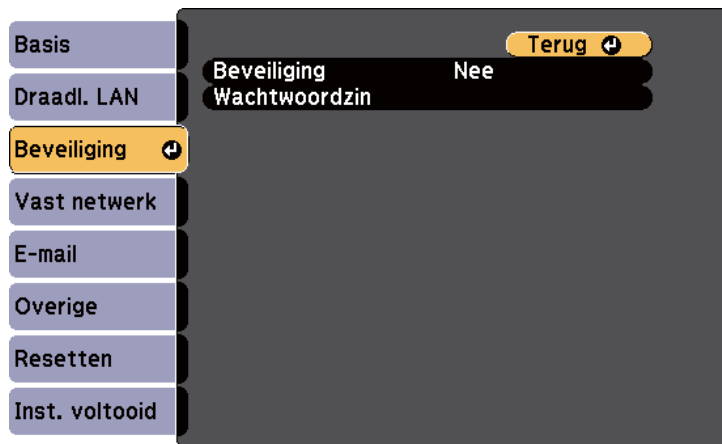 Basis
Draadl. LAN
Beveiliging
Vast netwerk
E-mail
Overige
Resetten
Inst. voltooid
Terug
Beveiliging Nee
Wachtwoordzin